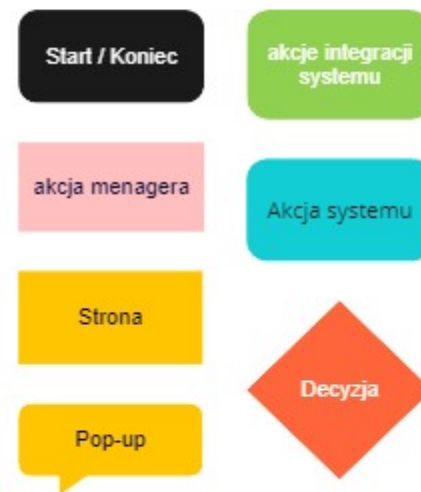 Start / Koniec
akcje integracji
systemu
akcja menagera
Akcja systemu
Strona
Decyzja
Pop-up